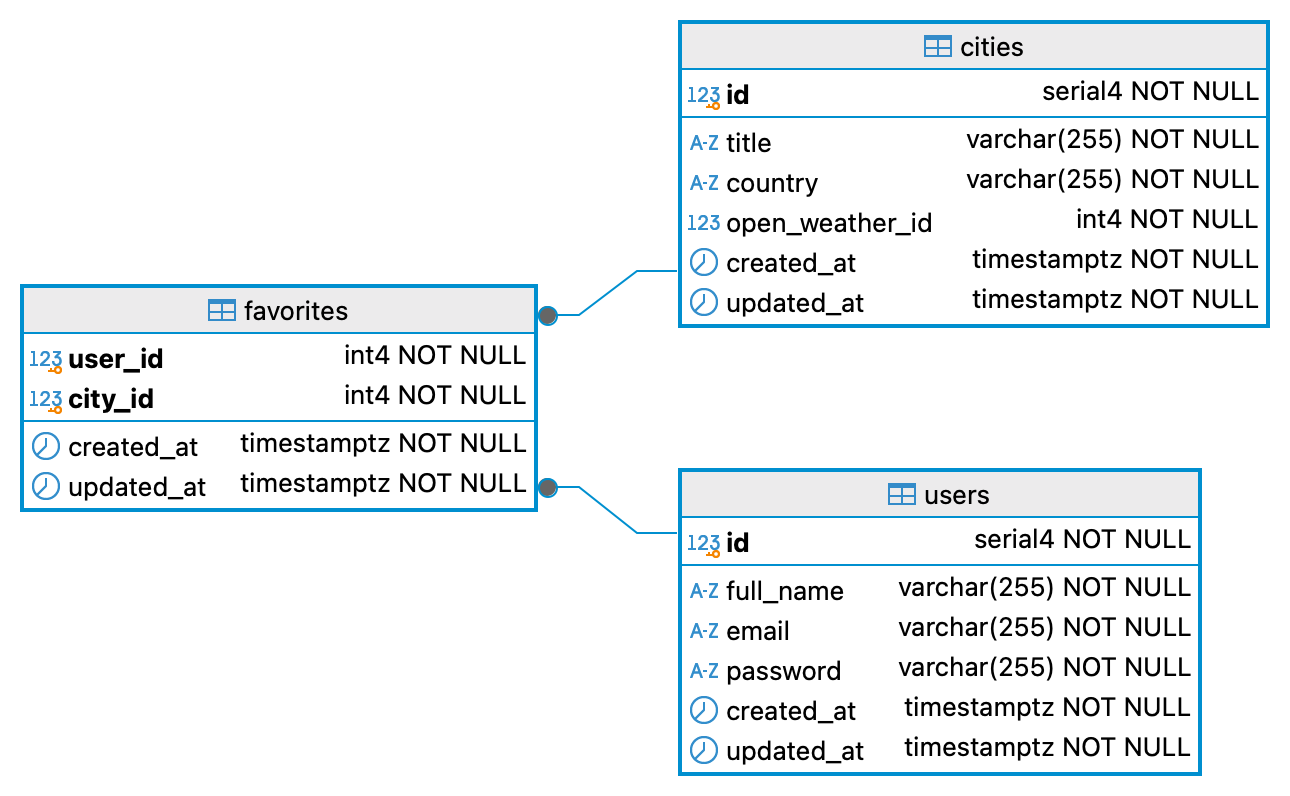 cities
123 id serial4 NOT NULL
A-Z title varchar(255) NOT NULL
A-Z country varchar(255) NOT NULL
123 open_weather_id int4 NOT NULL
created_at timestamptz NOT NULL
updated_at timestamptz NOT NULL
favorites
123 user_id int4 NOT NULL
123 city_id int4 NOT NULL
created_at timestamptz NOT NULL
updated_at timestamptz NOT NULL
users
123 id serial4 NOT NULL
A-Z full_name varchar(255) NOT NULL
A-Z email varchar(255) NOT NULL
A-Z password varchar(255) NOT NULL
created_at timestamptz NOT NULL
updated_at timestamptz NOT NULL